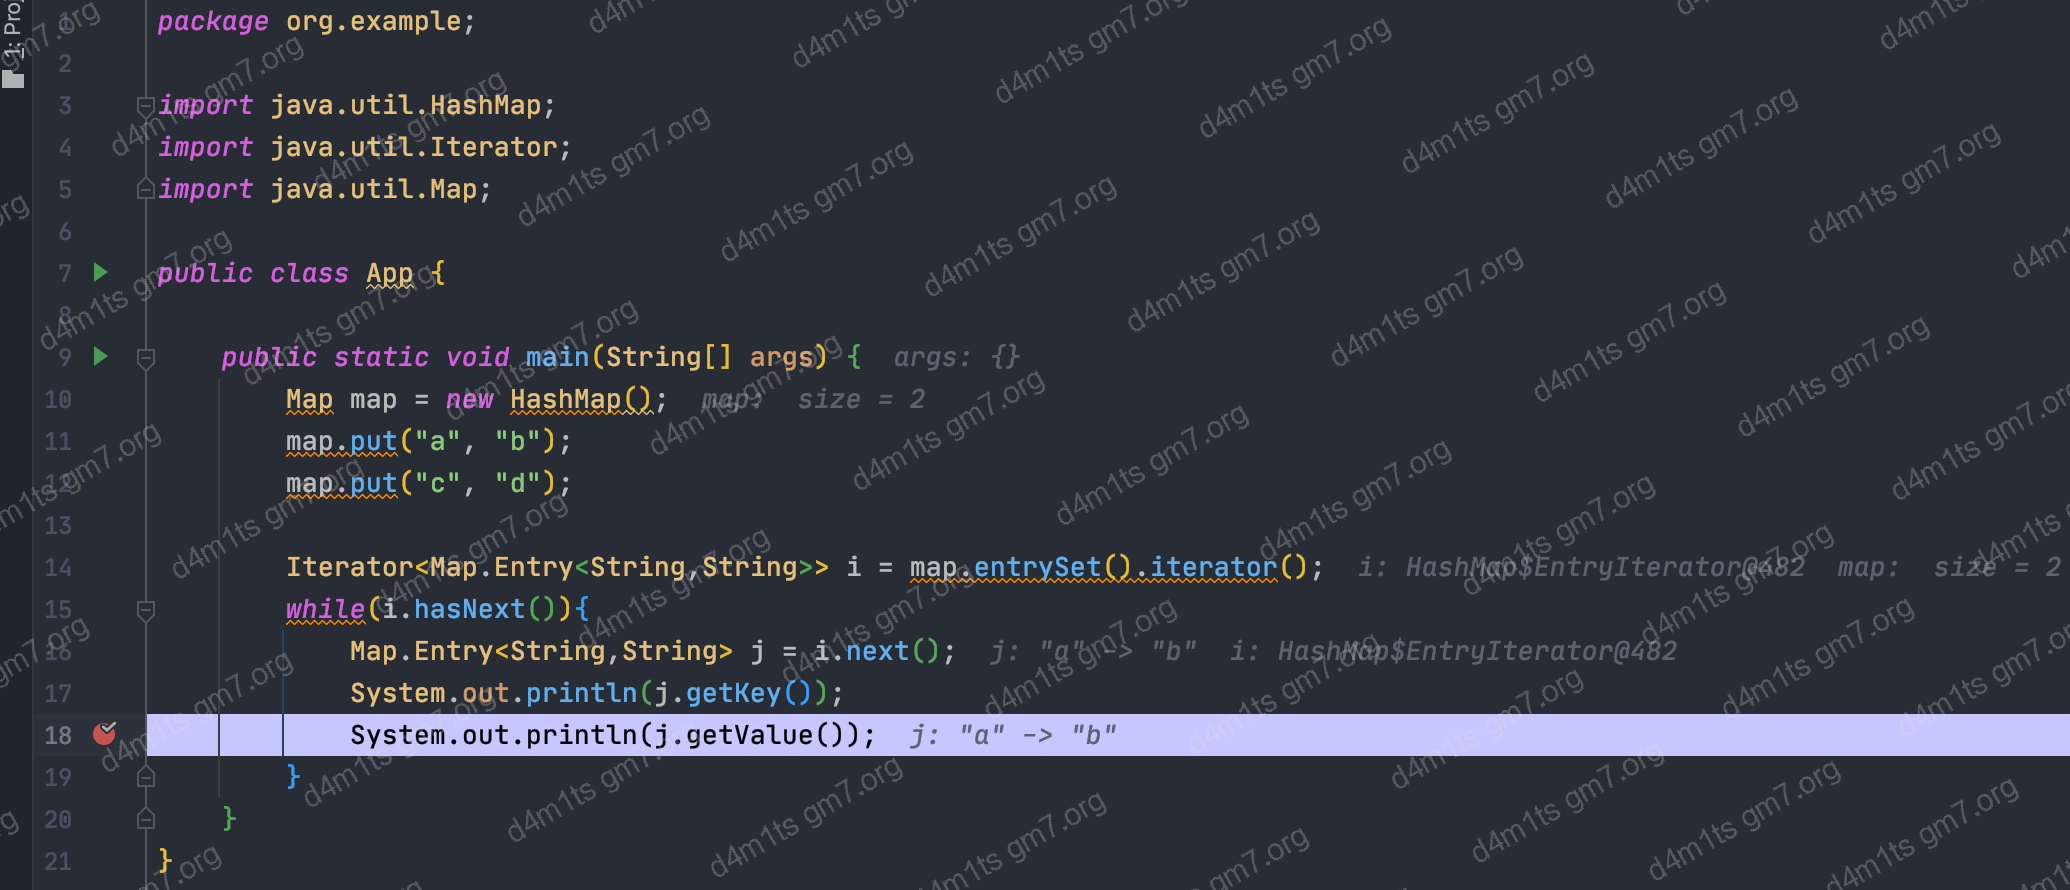 1: Proj
1 package org.example;
2
3 import java.util.HashMap;
4 import java.util.Iterator;
5 import java.util.Map;
6
7 public class App {
8
9 public static void main(String[] args) { args: {}
10 Map map = new HashMap(); map: size = 2
11 map.put("a", "b");
12 map.put("c", "d");
13
14 Iterator<Map.Entry<String,String>> i = map.entrySet().iterator(); i: HashMap$EntryIterator@482 map: size = 2
15 while(i.hasNext()){
16 Map.Entry<String,String> j = i.next(); j: "a" -> "b" i: HashMap$EntryIterator@482
17 System.out.println(j.getKey());
18 System.out.println(j.getValue()); j: "a" -> "b"
19 }
20 }
21 }
d4m1ts gm7.org